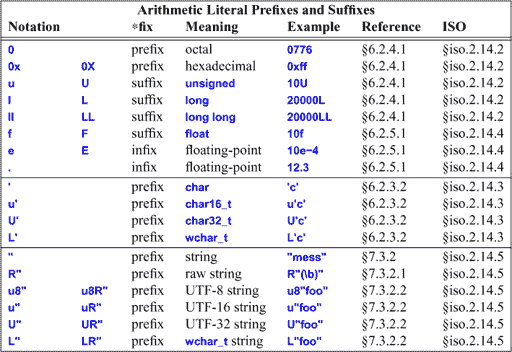 Arithmetic Literal Prefixes and Suffixes
Notation *fix Meaning Example Reference ISO
0 prefix octal 0776 §6.2.4.1 §iso.2.14.2
0x 0X prefix hexadecimal 0xff §6.2.4.1 §iso.2.14.2
u U suffix unsigned 10U §6.2.4.1 §iso.2.14.2
l L suffix long 20000L §6.2.4.1 §iso.2.14.2
ll LL suffix long long 20000LL §6.2.4.1 §iso.2.14.2
f F suffix float 10f §6.2.5.1 §iso.2.14.4
e E infix floating-point 10e−4 §6.2.5.1 §iso.2.14.4
. infix floating-point 12.3 §6.2.5.1 §iso.2.14.4
' prefix char 'c' §6.2.3.2 §iso.2.14.3
u' prefix char16_t u'c' §6.2.3.2 §iso.2.14.3
U' prefix char32_t U'c' §6.2.3.2 §iso.2.14.3
L' prefix wchar_t L'c' §6.2.3.2 §iso.2.14.3
" prefix string "mess" §7.3.2 §iso.2.14.5
R" prefix raw string R"(\b)" §7.3.2.1 §iso.2.14.5
u8" u8R" prefix UTF-8 string u8"foo" §7.3.2.2 §iso.2.14.5
u" uR" prefix UTF-16 string u"foo" §7.3.2.2 §iso.2.14.5
U" UR" prefix UTF-32 string U"foo" §7.3.2.2 §iso.2.14.5
L" LR" prefix wchar_t string L"foo" §7.3.2.2 §iso.2.14.5